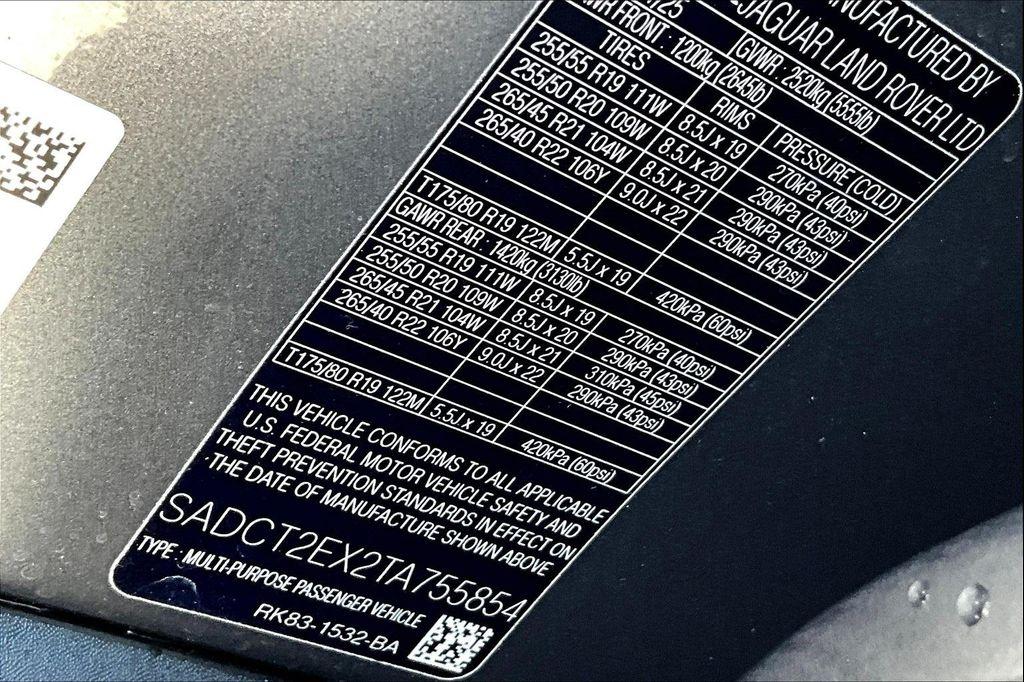 MANUFACTURED BY
JAGUAR LAND ROVER LTD
/25 GVWR : 2520kg (5555lb)
FRONT : 1200kg (2645lb)
TIRES RIMS PRESSURE (COLD)
255/55 R19 111W 8.5J x 19 270kPa (40psi)
255/50 R20 109W 8.5J x 20 290kPa (43psi)
265/45 R21 104W 8.5J x 21 290kPa (43psi)
265/40 R22 106Y 9.0J x 22 290kPa (43psi)
T175/80 R19 122M 5.5J x 19 420kPa (60psi)
GAWR REAR : 1420kg (3130lb)
255/55 R19 111W 8.5J x 19 270kPa (40psi)
255/50 R20 109W 8.5J x 20 290kPa (43psi)
265/45 R21 104W 8.5J x 21 310kPa (45psi)
265/40 R22 106Y 9.0J x 22 290kPa (43psi)
T175/80 R19 122M 5.5J x 19 420kPa (60psi)
THIS VEHICLE CONFORMS TO ALL APPLICABLE
U.S. FEDERAL MOTOR VEHICLE SAFETY AND
THEFT PREVENTION STANDARDS IN EFFECT ON
THE DATE OF MANUFACTURE SHOWN ABOVE
SADCT2EX2TA755854
TYPE : MULTI-PURPOSE PASSENGER VEHICLE
RK83-1532-BA